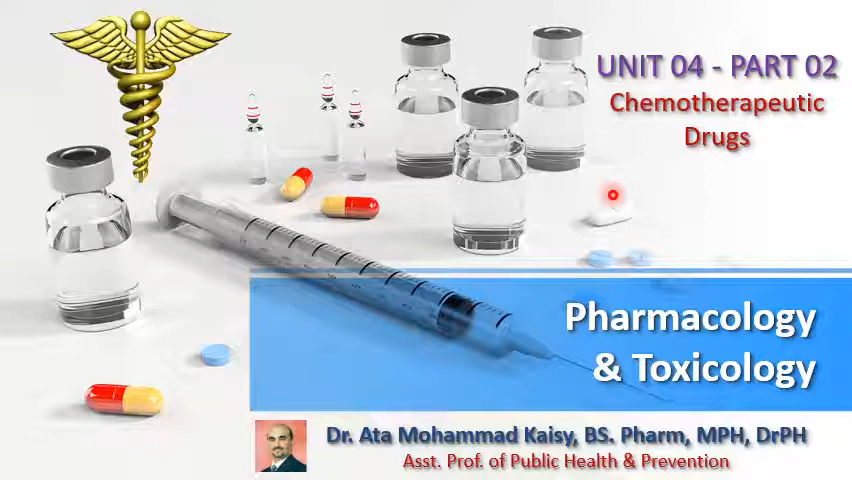 UNIT 04 - PART 02
Chemotherapeutic
Drugs
Pharmacology
& Toxicology
Dr. Ata Mohammad Kaisy, BS. Pharm, MPH, DrPH
Asst. Prof. of Public Health & Prevention